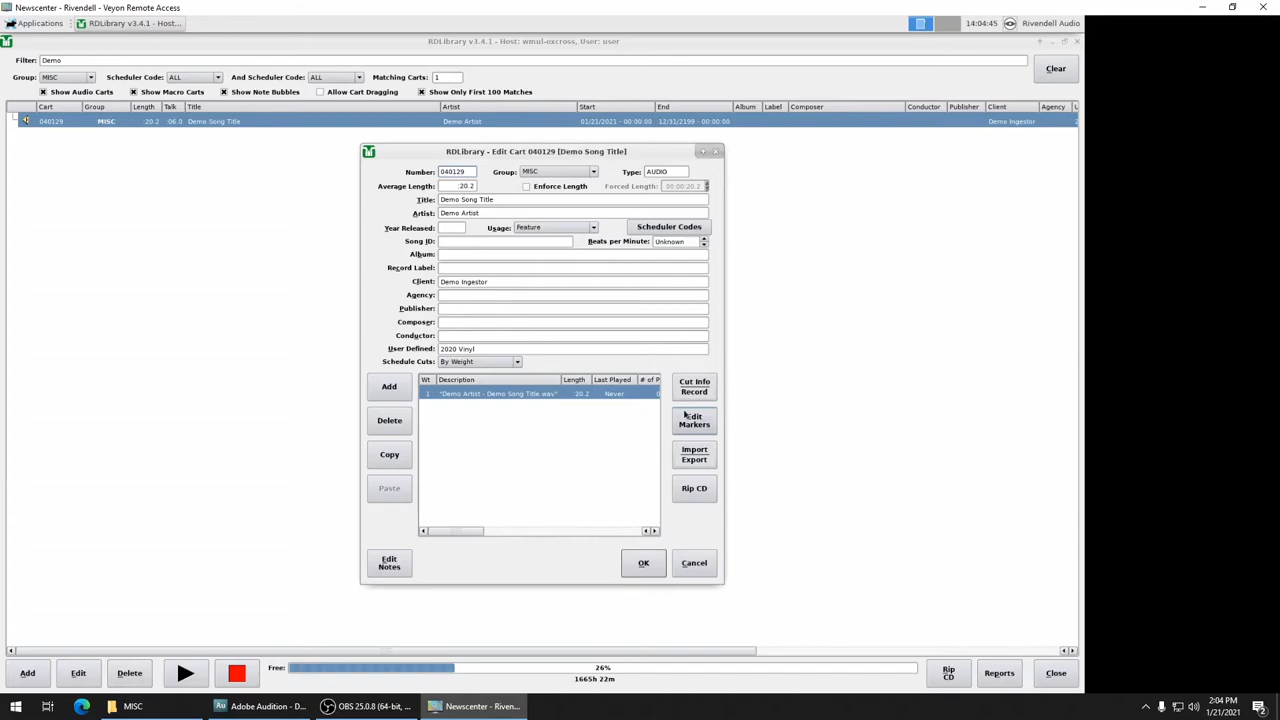 Newscenter - Rivendell - Veyon Remote Access
Applications RDLibrary v3.4.1 - Host:... 14:04:45 Rivendell Audio
RDLibrary v3.4.1 - Host: wmul-oxcross, User: user
Filter: Demo
Clear
Group: MISC Scheduler Code: ALL And Scheduler Code: ALL Matching Carts: 1
Show Audio Carts Show Macro Carts Show Note Bubbles Allow Cart Dragging Show Only First 100 Matches
Cart Group Length Talk Title Artist Start End Album Label Composer Conductor Publisher Client Agency U
040129 MISC :20.2 :06.0 Demo Song Title Demo Artist 01/21/2021 - 00:00:00 12/31/2199 - 00:00:00 Demo Ingestor 2
RDLibrary - Edit Cart 040129 [Demo Song Title]
Number: 040129 Group: MISC Type: AUDIO
Average Length: :20.2 Enforce Length Forced Length: 00:00:20.2
Title: Demo Song Title
Artist: Demo Artist
Year Released: Usage: Feature Scheduler Codes
Song ID: Beats per Minute: Unknown
Album:
Record Label:
Client: Demo Ingestor
Agency:
Publisher:
Composer:
Conductor:
User Defined: 2020 Vinyl
Schedule Cuts: By Weight
Wt Description Length Last Played # of P
1 "Demo Artist - Demo Song Title.wav" :20.2 Never 0
Add
Delete
Copy
Paste
Edit Notes
Cut Info Record
Edit Markers
Import Export
Rip CD
OK Cancel
Add Edit Delete Free: 26% Rip CD Reports Close
1665h 22m
MISC Adobe Audition - D... OBS 25.0.8 (64-bit, ... Newscenter - Riven... 2:04 PM
1/21/2021 2